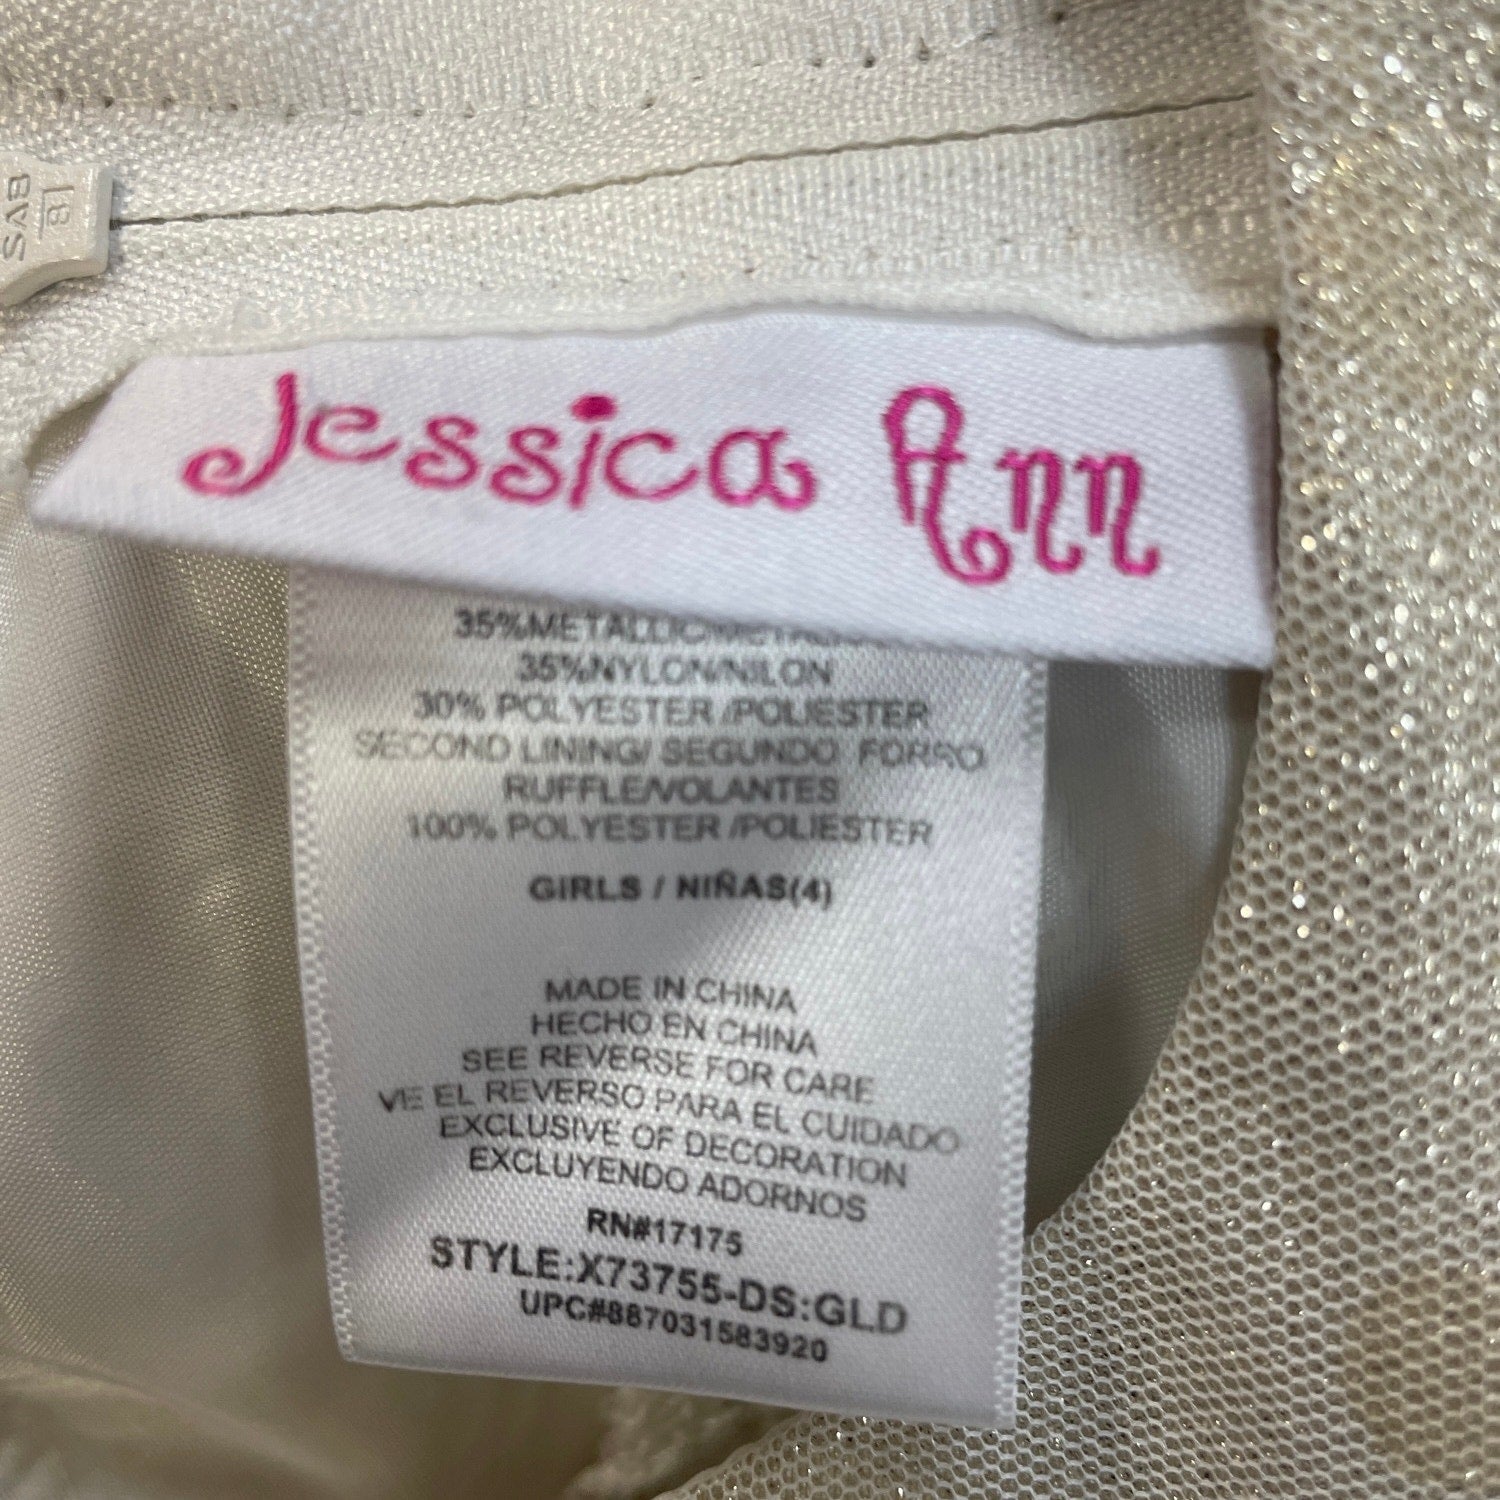 SAB
8
Jessica Ann
35%METALLIC/
35%NYLON/NILON
30% POLYESTER /POLIESTER
SECOND LINING/ SEGUNDO FORRO
RUFFLE/VOLANTES
100% POLYESTER /POLIESTER
GIRLS / NIÑAS(4)
MADE IN CHINA
HECHO EN CHINA
SEE REVERSE FOR CARE
VE EL REVERSO PARA EL CUIDADO
EXCLUSIVE OF DECORATION
EXCLUYENDO ADORNOS
RN#17175
STYLE:X73755-DS:GLD
UPC#887031583920